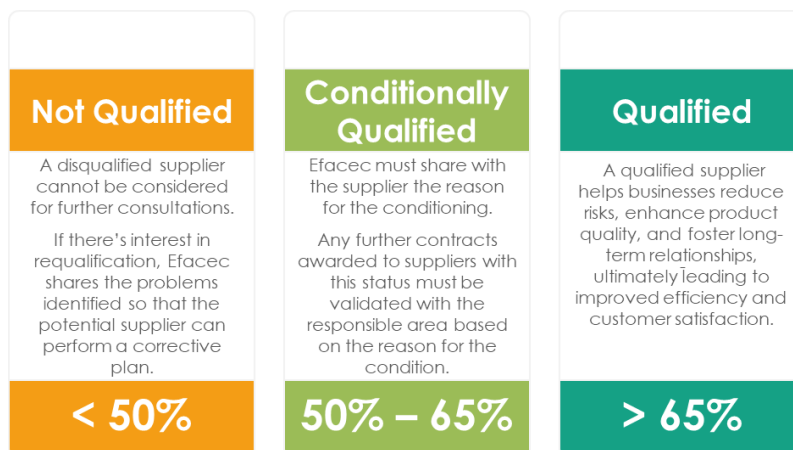 Not Qualified
A disqualified supplier
cannot be considered
for further consultations.
If there's interest in
requalification, Efacec
shares the problems
identified so that the
potential supplier can
perform a corrective
plan.
< 50%
Conditionally
Qualified
Efacec must share with
the supplier the reason
for the conditioning.
Any further contracts
awarded to suppliers with
this status must be
validated with the
responsible area based
on the reason for the
condition.
50% – 65%
Qualified
A qualified supplier
helps businesses reduce
risks, enhance product
quality, and foster long-
term relationships,
ultimately leading to
improved efficiency and
customer satisfaction.
> 65%